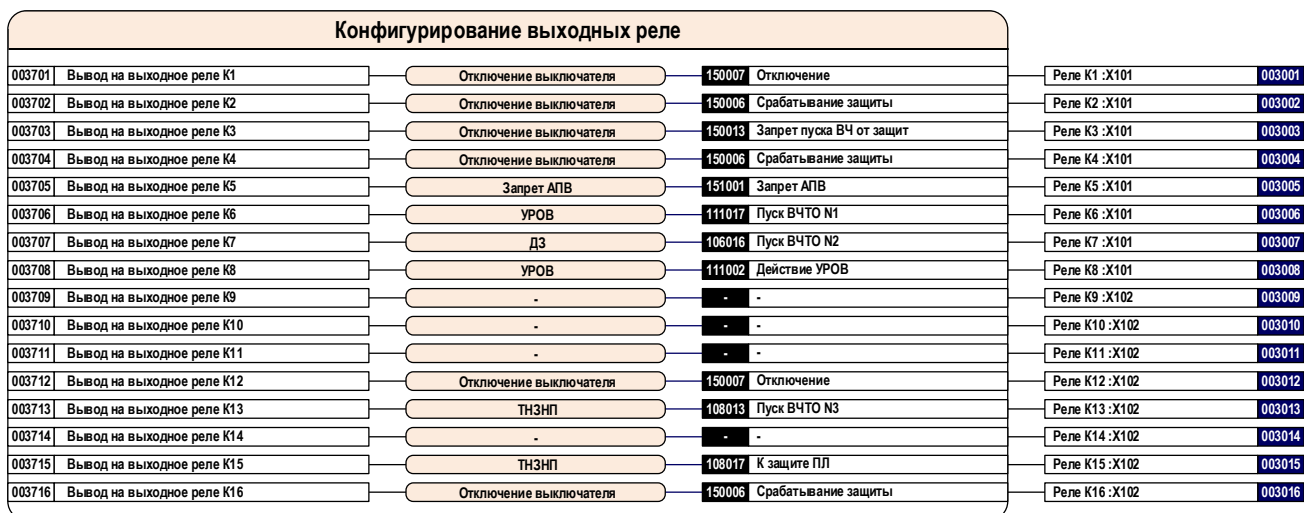 Конфигурирование выходных реле
003701 Вывод на выходное реле К1 Отключение выключателя 150007 Отключение Реле К1 :X101 003001
003702 Вывод на выходное реле К2 Отключение выключателя 150006 Срабатывание защиты Реле К2 :X101 003002
003703 Вывод на выходное реле К3 Отключение выключателя 150013 Запрет пуска ВЧ от защит Реле К3 :X101 003003
003704 Вывод на выходное реле К4 Отключение выключателя 150006 Срабатывание защиты Реле К4 :X101 003004
003705 Вывод на выходное реле К5 Запрет АПВ 151001 Запрет АПВ Реле К5 :X101 003005
003706 Вывод на выходное реле К6 УРОВ 111017 Пуск ВЧТО N1 Реле К6 :X101 003006
003707 Вывод на выходное реле К7 ДЗ 106016 Пуск ВЧТО N2 Реле К7 :X101 003007
003708 Вывод на выходное реле К8 УРОВ 111002 Действие УРОВ Реле К8 :X101 003008
003709 Вывод на выходное реле К9 - - - Реле К9 :X102 003009
003710 Вывод на выходное реле К10 - - - Реле К10 :X102 003010
003711 Вывод на выходное реле К11 - - - Реле К11 :X102 003011
003712 Вывод на выходное реле К12 Отключение выключателя 150007 Отключение Реле К12 :X102 003012
003713 Вывод на выходное реле К13 ТНЗНП 108013 Пуск ВЧТО N3 Реле К13 :X102 003013
003714 Вывод на выходное реле К14 - - - Реле К14 :X102 003014
003715 Вывод на выходное реле К15 ТНЗНП 108017 К защите ПЛ Реле К15 :X102 003015
003716 Вывод на выходное реле К16 Отключение выключателя 150006 Срабатывание защиты Реле К16 :X102 003016